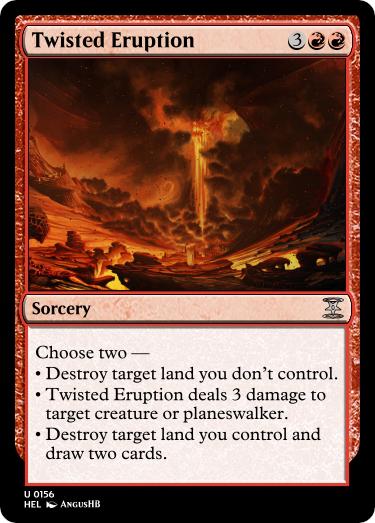 Twisted Eruption 3
Sorcery
Choose two —
• Destroy target land you don't control.
• Twisted Eruption deals 3 damage to
target creature or planeswalker.
• Destroy target land you control and
draw two cards.
U 0156
HEL AngusHB